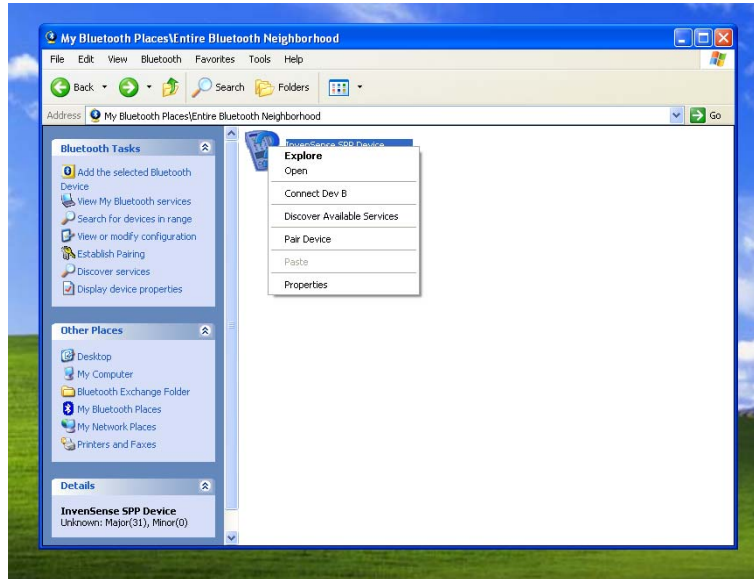 My Bluetooth Places\Entire Bluetooth Neighborhood
File Edit View Bluetooth Favorites Tools Help
Back Search Folders
Address My Bluetooth Places\Entire Bluetooth Neighborhood Go
Bluetooth Tasks
Add the selected Bluetooth
Device
View My Bluetooth services
Search for devices in range
View or modify configuration
Establish Pairing
Discover services
Display device properties
Other Places
Desktop
My Computer
Bluetooth Exchange Folder
My Bluetooth Places
My Network Places
Printers and Faxes
Details
InvenSense SPP Device
Unknown: Major(31), Minor(0)
InvenSense SPP Device
Explore
Open
Connect Dev B
Discover Available Services
Pair Device
Paste
Properties